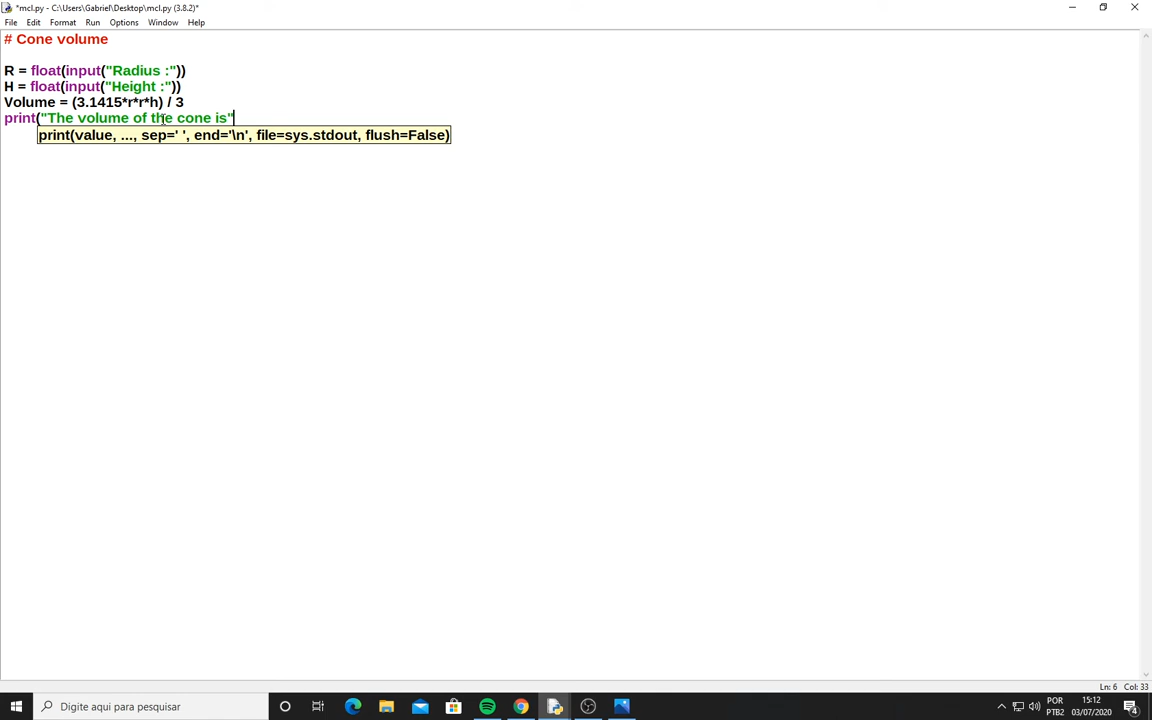 *mcl.py - C:\Users\Gabriel\Desktop\mcl.py (3.8.2)*
File Edit Format Run Options Window Help
# Cone volume
R = float(input("Radius :"))
H = float(input("Height :"))
Volume = (3.1415*r*r*h) / 3
print("The volume of the cone is"
print(value, ..., sep=' ', end='\n', file=sys.stdout, flush=False)
Ln: 6 Col: 33
Digite aqui para pesquisar
POR 15:12
PTB2 03/07/2020 4